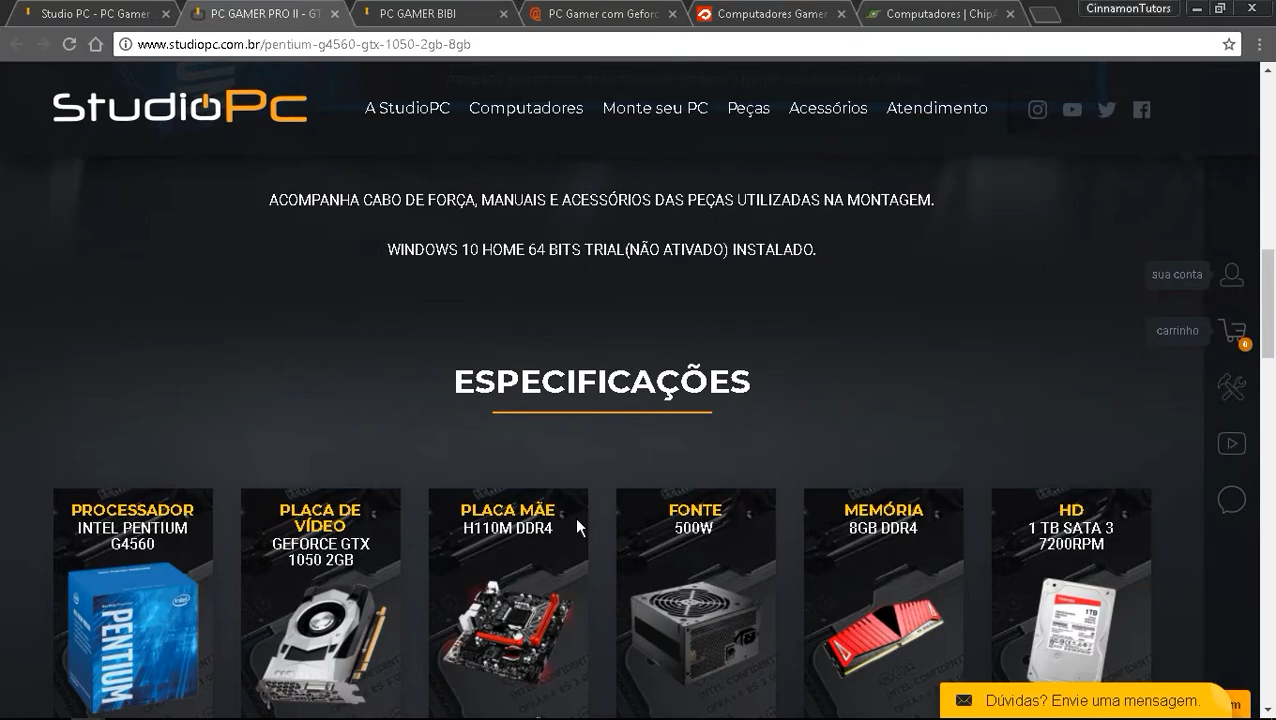 Studio PC - PC Gamer
PC GAMER PRO II - GT
PC GAMER BIBI
PC Gamer com Geforc
Computadores Gamer
Computadores | ChipA
CinnamonTutors
www.studiopc.com.br/pentium-g4560-gtx-1050-2gb-8gb
StudioPC
A StudioPC
Computadores
Monte seu PC
Peças
Acessórios
Atendimento
ACOMPANHA CABO DE FORÇA, MANUAIS E ACESSÓRIOS DAS PEÇAS UTILIZADAS NA MONTAGEM.
WINDOWS 10 HOME 64 BITS TRIAL(NÃO ATIVADO) INSTALADO.
sua conta
carrinho
0
ESPECIFICAÇÕES
PROCESSADOR
INTEL PENTIUM
G4560
PENTIUM
PLACA DE
VÍDEO
GEFORCE GTX
1050 2GB
PLACA MÃE
H110M DDR4
FONTE
500W
MEMÓRIA
8GB DDR4
HD
1 TB SATA 3
7200RPM
1TB
Dúvidas? Envie uma mensagem.